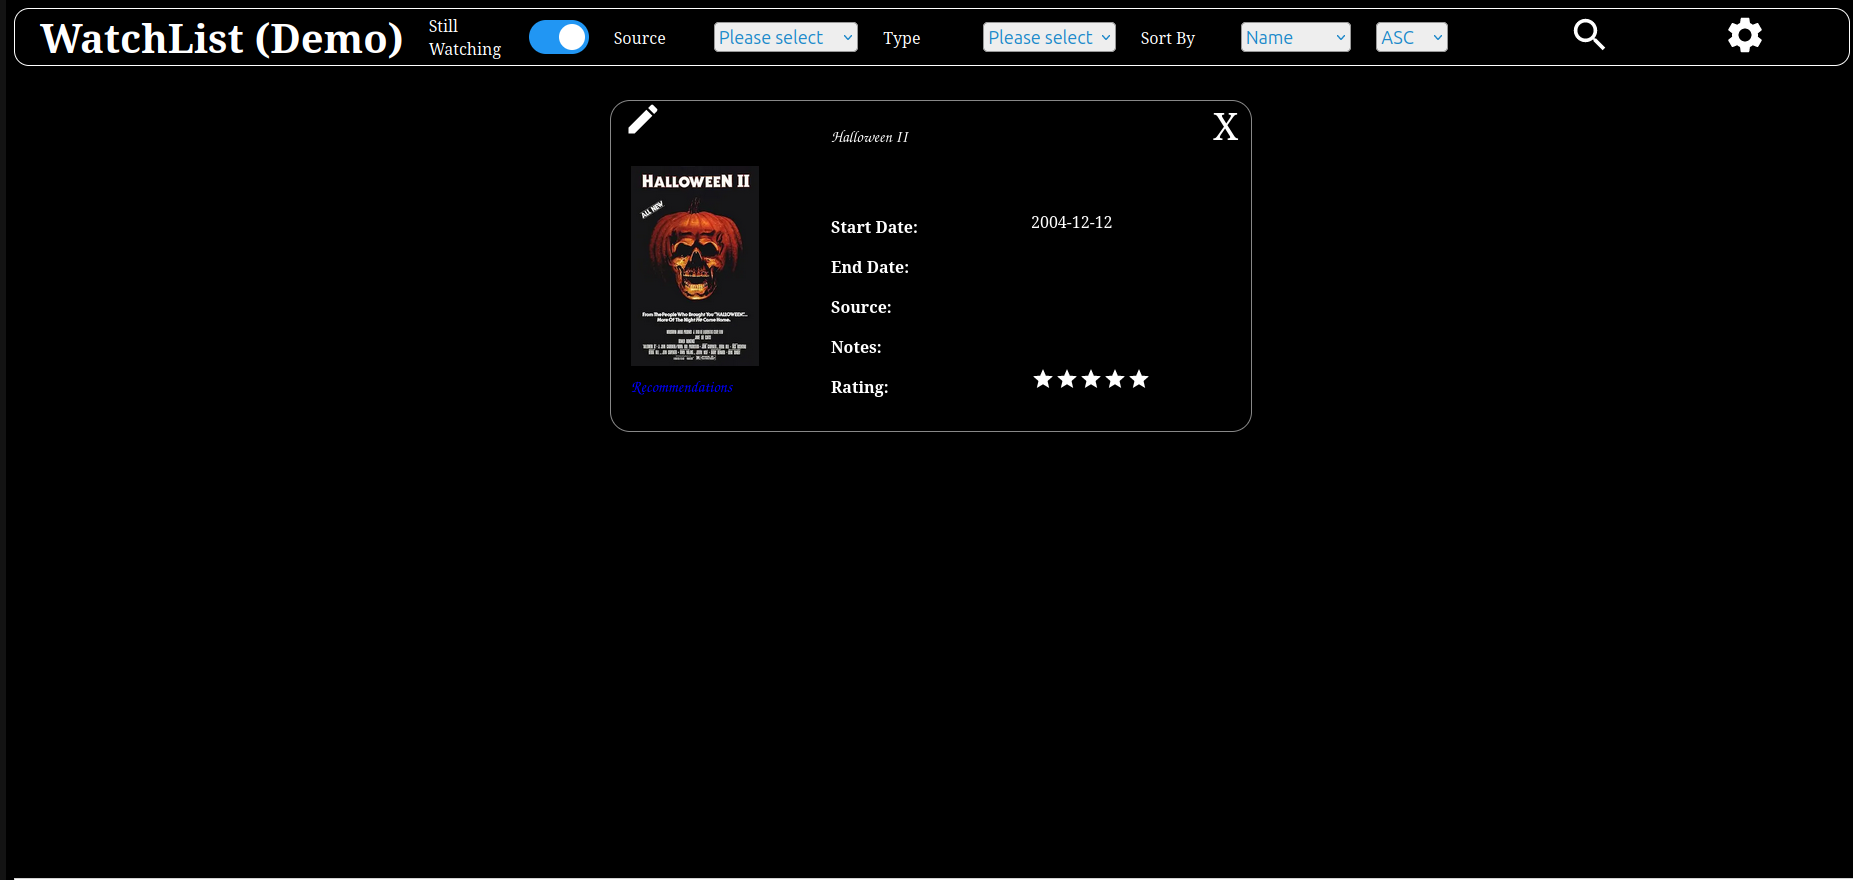 WatchList (Demo)
Still
Watching
Source
Please select
Type
Please select
Sort By
Name
ASC
Halloween II
X
HALLOWEEN II
ALL NEW
From The People Who Brought You "HALLOWEEN"...
More Of The Night He Came Home.
Start Date:
2004-12-12
End Date:
Source:
Notes:
Recommendations
Rating: